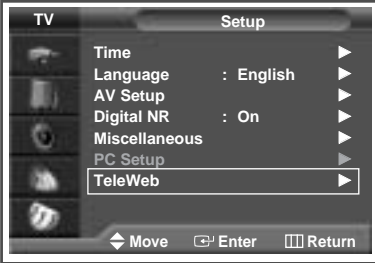 TV Setup
Time
Language : English
AV Setup
Digital NR : On
Miscellaneous
PC Setup
TeleWeb
Move Enter Return